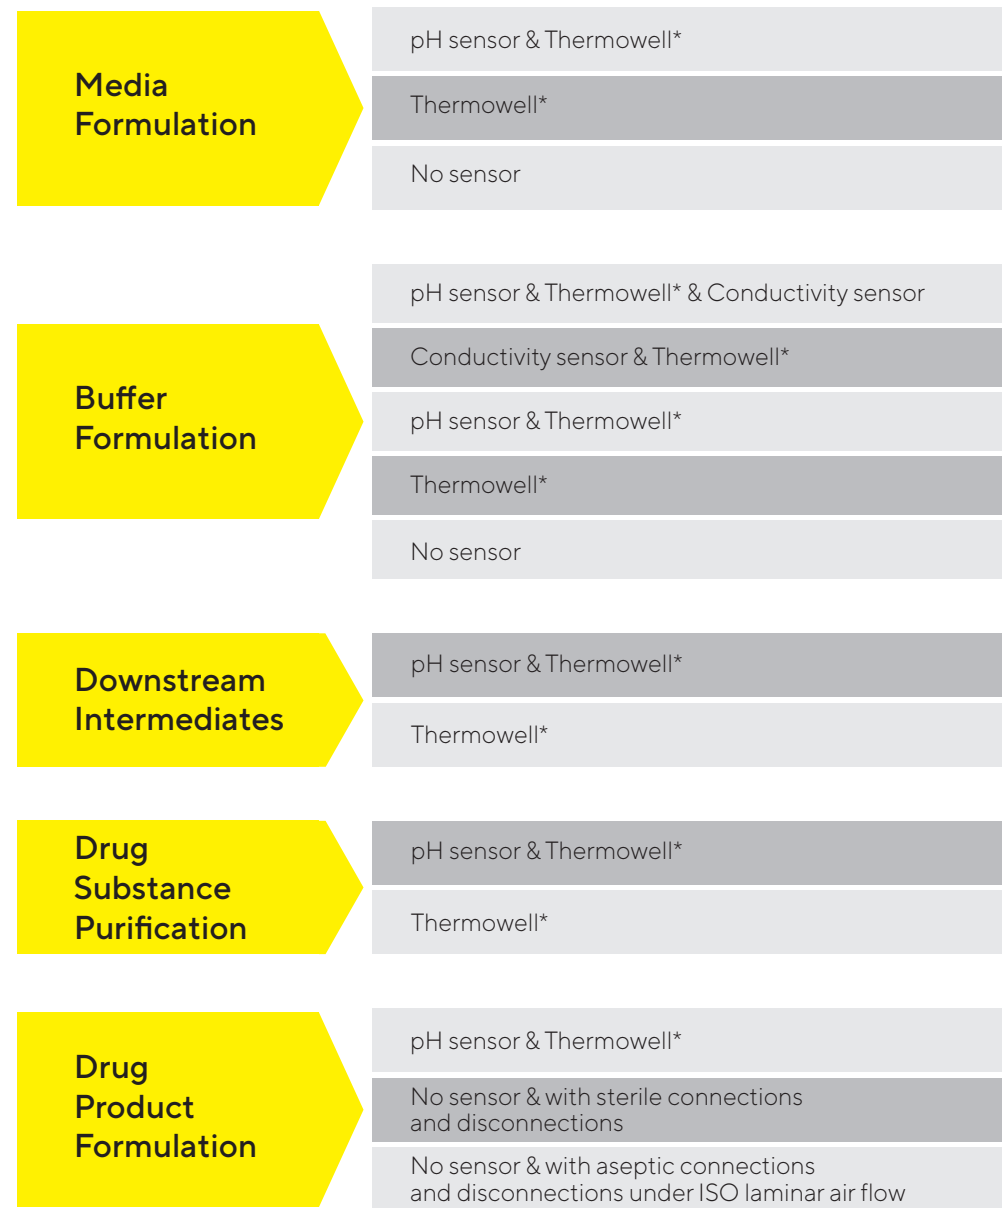 Media
Formulation
pH sensor & Thermowell*
Thermowell*
No sensor
Buffer
Formulation
pH sensor & Thermowell* & Conductivity sensor
Conductivity sensor & Thermowell*
pH sensor & Thermowell*
Thermowell*
No sensor
Downstream
Intermediates
pH sensor & Thermowell*
Thermowell*
Drug
Substance
Purification
pH sensor & Thermowell*
Thermowell*
Drug
Product
Formulation
pH sensor & Thermowell*
No sensor & with sterile connections
and disconnections
No sensor & with aseptic connections
and disconnections under ISO laminar air flow